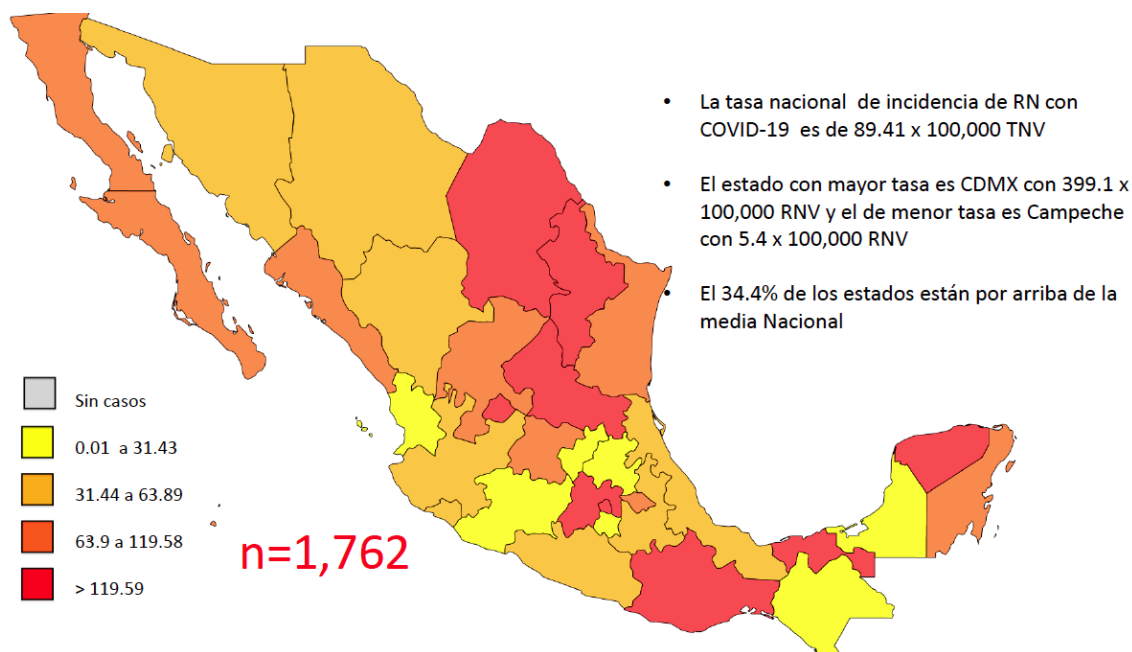 • La tasa nacional de incidencia de RN con
COVID-19 es de 89.41 x 100,000 TNV
• El estado con mayor tasa es CDMX con 399.1 x
100,000 RNV y el de menor tasa es Campeche
con 5.4 x 100,000 RNV
• El 34.4% de los estados están por arriba de la
media Nacional
Sin casos
0.01 a 31.43
31.44 a 63.89
63.9 a 119.58
> 119.59
n=1,762